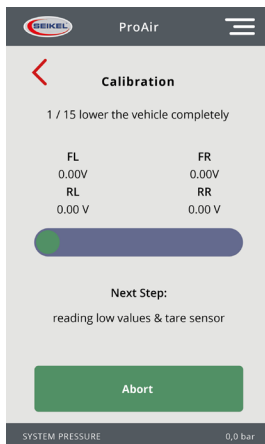 SEIKEL
ProAir
Calibration
1 / 15 lower the vehicle completely
FL FR
0.00V 0.00V
RL RR
0.00 V 0.00 V
Next Step:
reading low values & tare sensor
Abort
SYSTEM PRESSURE 0,0 bar